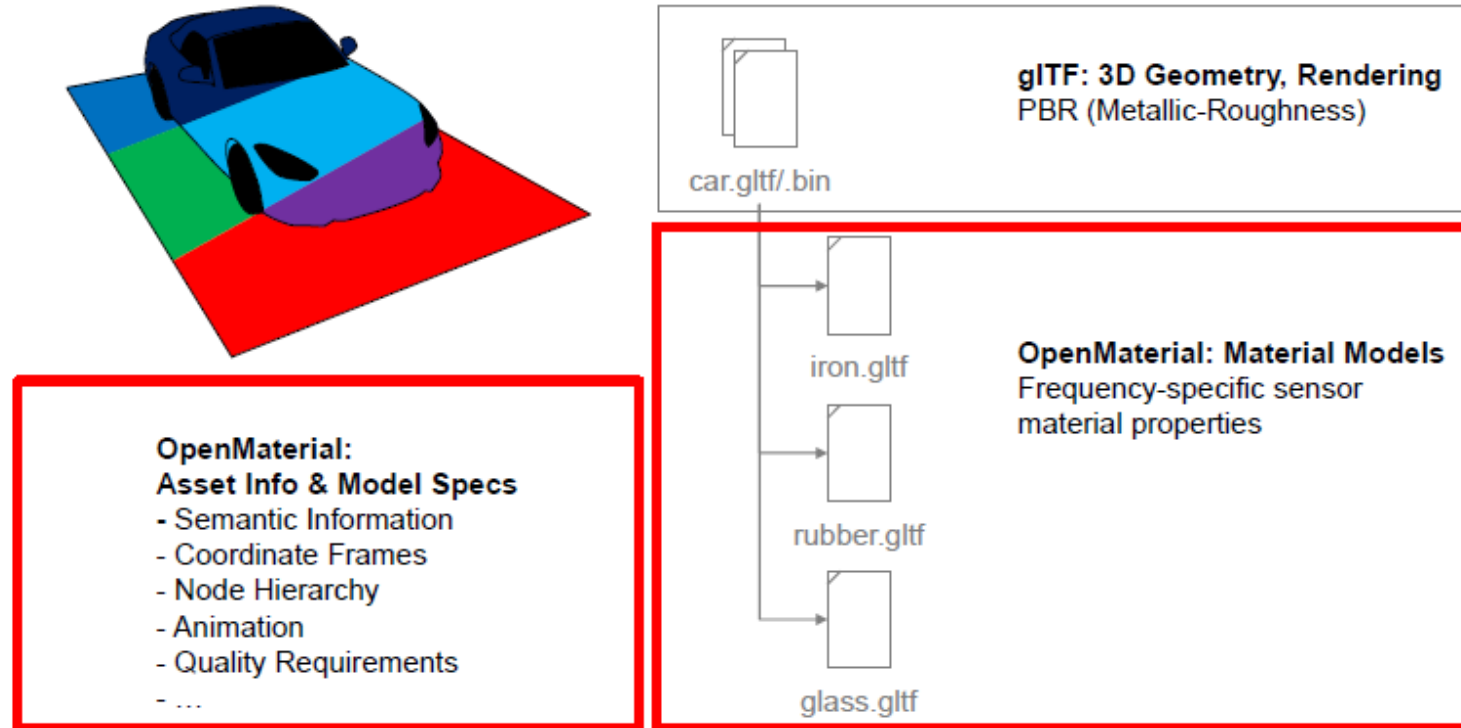 glTF: 3D Geometry, Rendering
PBR (Metallic-Roughness)
car.gltf/.bin
iron.gltf
OpenMaterial: Material Models
Frequency-specific sensor
material properties
rubber.gltf
glass.gltf
OpenMaterial:
Asset Info & Model Specs
- Semantic Information
- Coordinate Frames
- Node Hierarchy
- Animation
- Quality Requirements
- ...